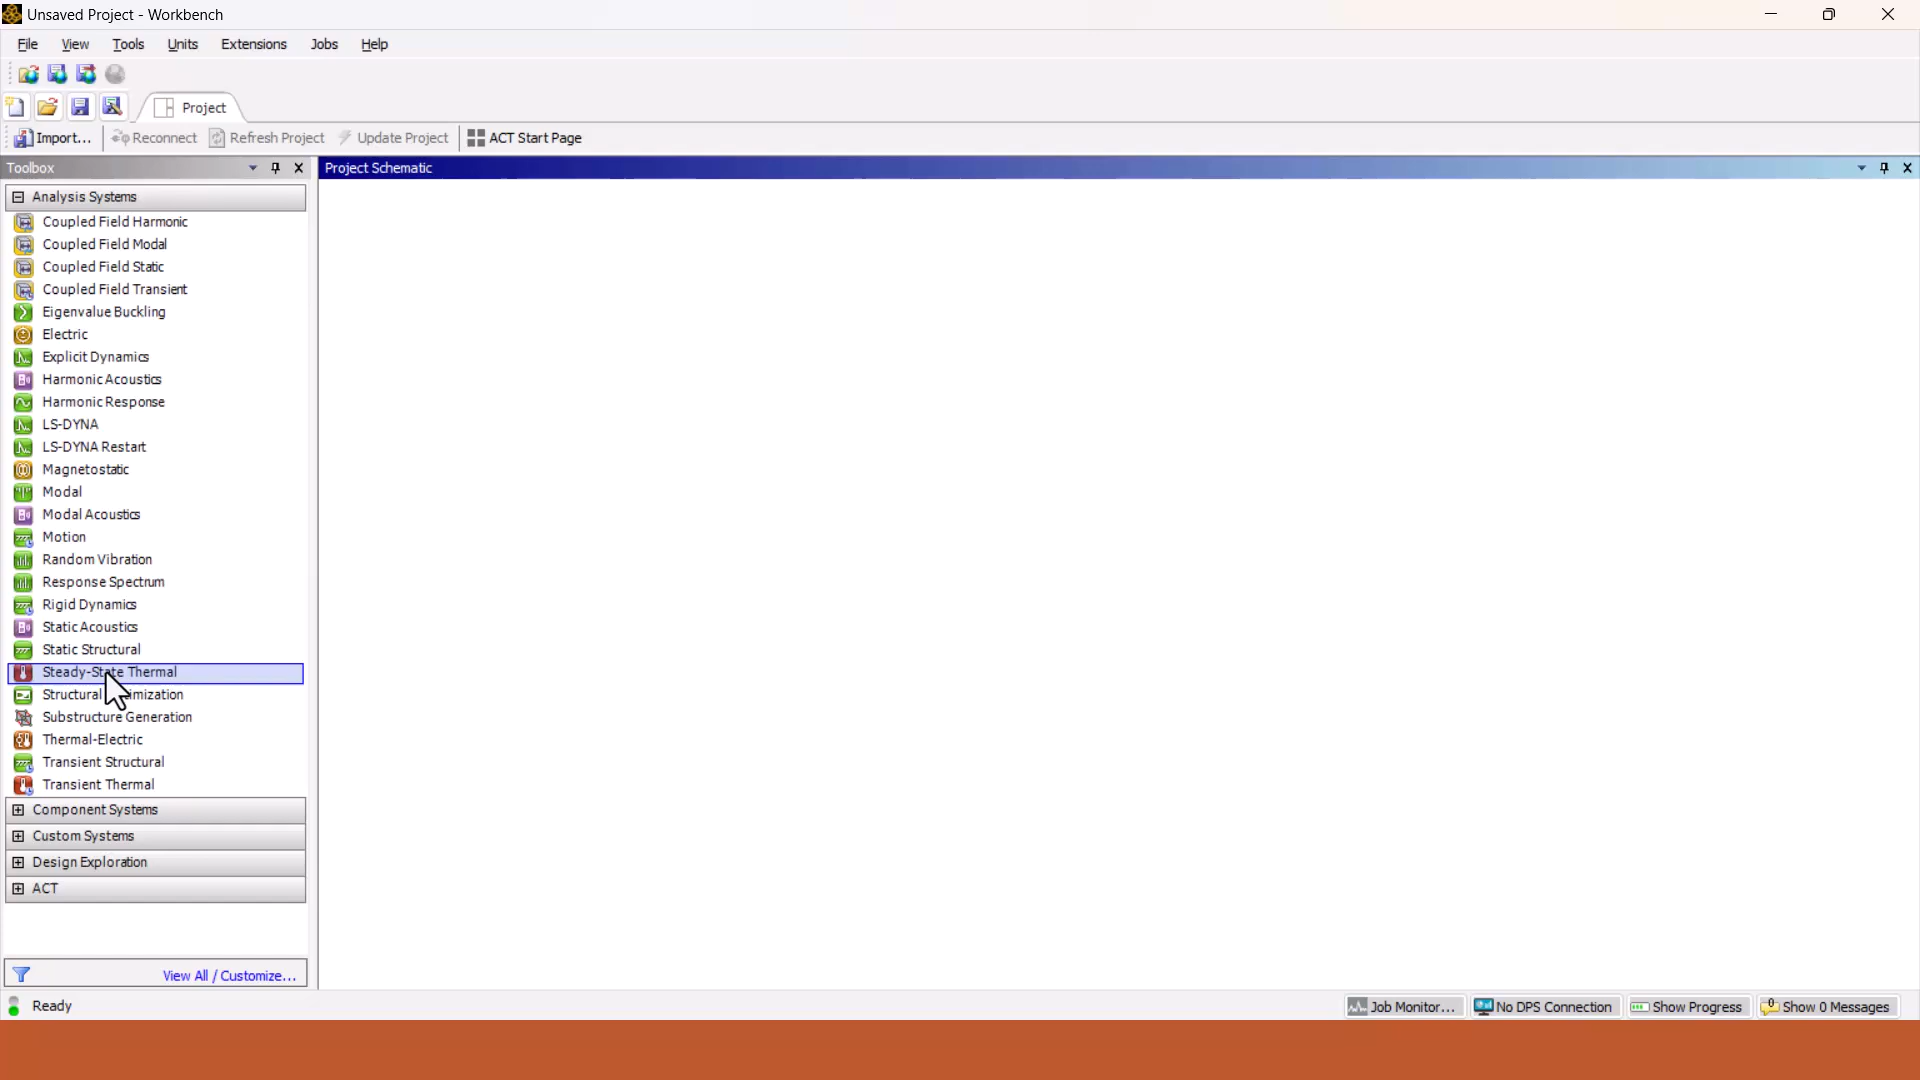 Unsaved Project - Workbench
File View Tools Units Extensions Jobs Help
Project
Import... Reconnect Refresh Project Update Project ACT Start Page
Toolbox
Project Schematic
Analysis Systems
Coupled Field Harmonic
Coupled Field Modal
Coupled Field Static
Coupled Field Transient
Eigenvalue Buckling
Electric
Explicit Dynamics
Harmonic Acoustics
Harmonic Response
LS-DYNA
LS-DYNA Restart
Magnetostatic
Modal
Modal Acoustics
Motion
Random Vibration
Response Spectrum
Rigid Dynamics
Static Acoustics
Static Structural
Steady-State Thermal
Structural mization
Substructure Generation
Thermal-Electric
Transient Structural
Transient Thermal
Component Systems
Custom Systems
Design Exploration
ACT
View All / Customize...
Ready
Job Monitor... No DPS Connection Show Progress Show 0 Messages